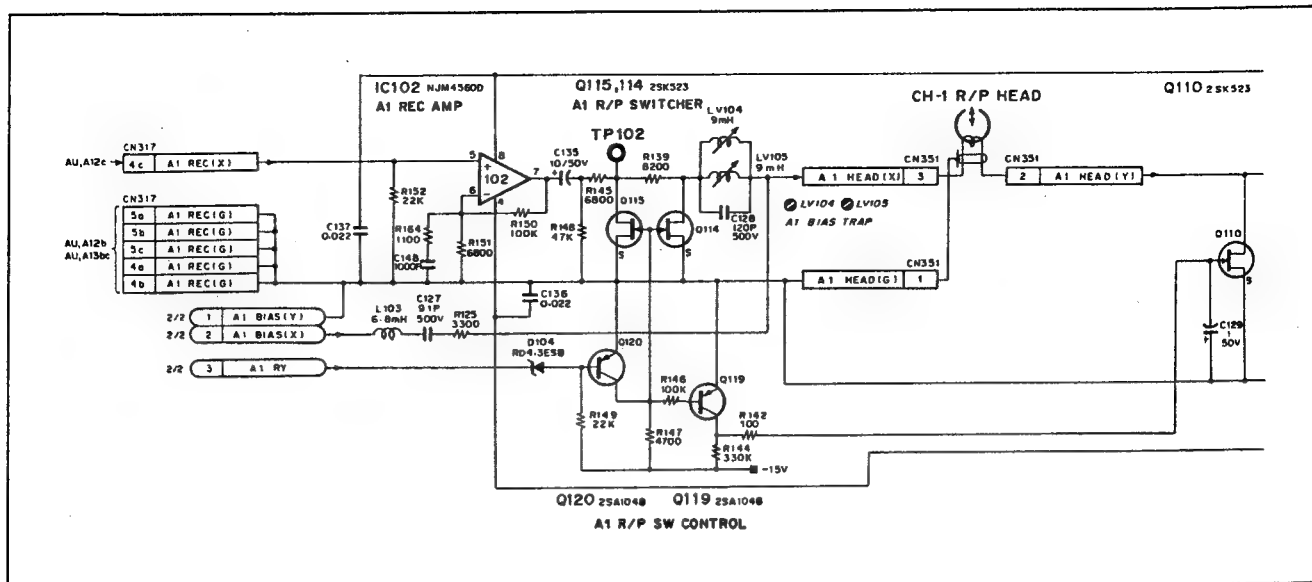 IC102 NJM4560D
A1 REC AMP
Q115,114 2SK523
A1 R/P SWITCHER
TP102
LV104
9mH
LV105
9mH
CH-1 R/P HEAD
Q110 2SK523
CN317
AU,A12c
4c A1 REC(X)
CN317
5a A1 REC(G)
5b A1 REC(G)
5c A1 REC(G)
4a A1 REC(G)
4b A1 REC(G)
AU,A12b
AU,A13bc
2/2 1 A1 BIAS(Y)
2/2 2 A1 BIAS(X)
2/2 3 A1 RY
C137
0.022
R152
22K
5
+
6
-
102
8
7
4
R164
1100
C148
1000P
R151
6800
R150
100K
C135
10/50V
+
R148
47K
R145
6800
Q115
S
R139
8200
Q114
S
C128
120P
500V
LV104 LV105
A1 BIAS TRAP
CN351
A1 HEAD(X) 3
CN351
2 A1 HEAD(Y)
CN351
A1 HEAD(G) 1
Q110
S
C129
1
50V
+
L103
6.8mH
C127
91P
500V
R125
3300
C136
0.022
D104
RD4.3ESB
Q120
R149
22K
R146
100K
R147
4700
Q119
R142
100
R144
330K
-15V
Q120 2SA1048
Q119 2SA1048
A1 R/P SW CONTROL